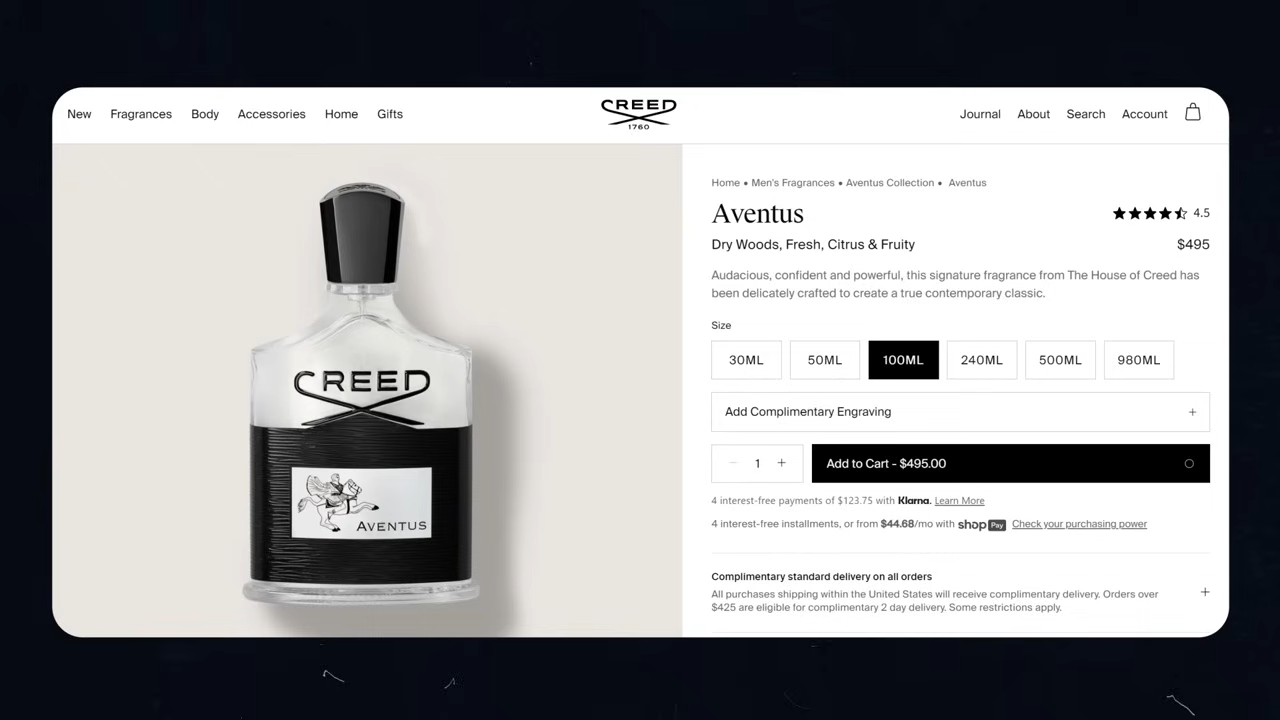 New Fragrances Body Accessories Home Gifts
CREED
1760
Journal About Search Account
CREED
AVENTUS
Home • Men's Fragrances • Aventus Collection • Aventus
Aventus
4.5
Dry Woods, Fresh, Citrus & Fruity
$495
Audacious, confident and powerful, this signature fragrance from The House of Creed has
been delicately crafted to create a true contemporary classic.
Size
30ML 50ML 100ML 240ML 500ML 980ML
Add Complimentary Engraving +
− 1 +
Add to Cart - $495.00
4 interest-free payments of $123.75 with Klarna. Learn More
4 interest-free installments, or from $44.68/mo with shop Pay Check your purchasing power
Complimentary standard delivery on all orders
All purchases shipping within the United States will receive complimentary delivery. Orders over
$425 are eligible for complimentary 2 day delivery. Some restrictions apply.
+